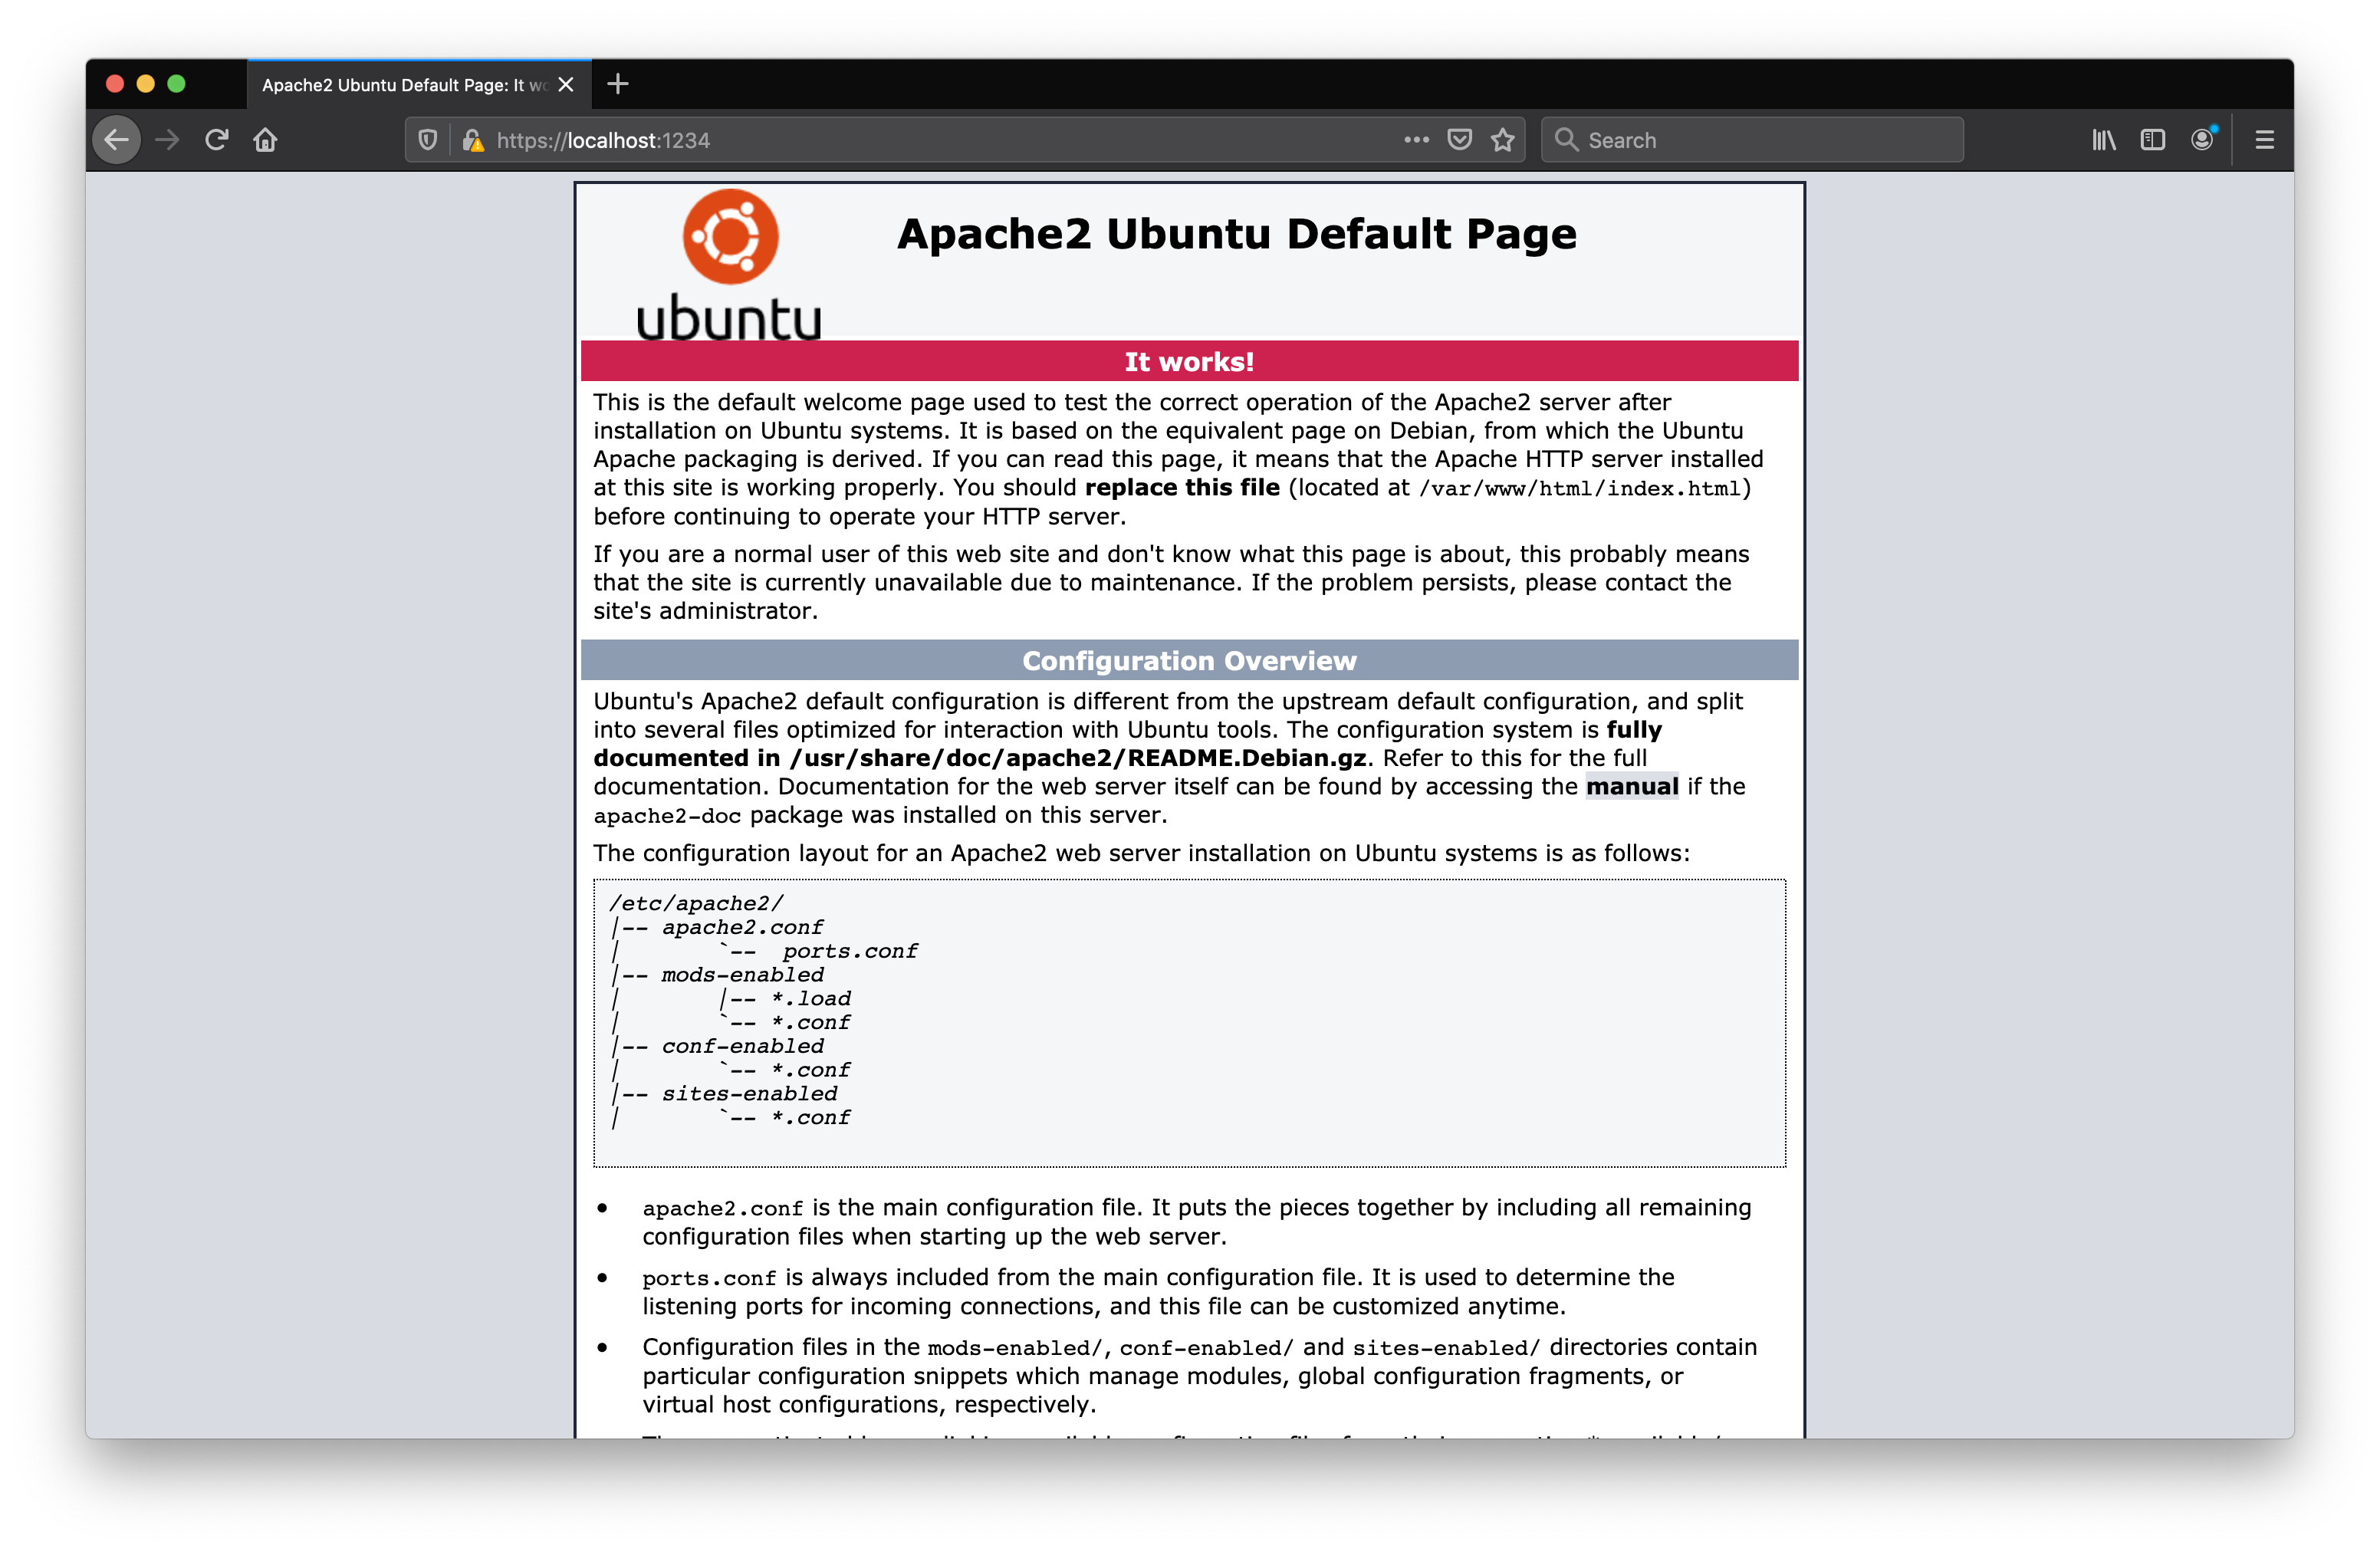 Apache2 Ubuntu Default Page: It wo
https://localhost:1234
Search
ubuntu
Apache2 Ubuntu Default Page
It works!
This is the default welcome page used to test the correct operation of the Apache2 server after
installation on Ubuntu systems. It is based on the equivalent page on Debian, from which the Ubuntu
Apache packaging is derived. If you can read this page, it means that the Apache HTTP server installed
at this site is working properly. You should replace this file (located at /var/www/html/index.html)
before continuing to operate your HTTP server.
If you are a normal user of this web site and don't know what this page is about, this probably means
that the site is currently unavailable due to maintenance. If the problem persists, please contact the
site's administrator.
Configuration Overview
Ubuntu's Apache2 default configuration is different from the upstream default configuration, and split
into several files optimized for interaction with Ubuntu tools. The configuration system is fully
documented in /usr/share/doc/apache2/README.Debian.gz. Refer to this for the full
documentation. Documentation for the web server itself can be found by accessing the manual if the
apache2-doc package was installed on this server.
The configuration layout for an Apache2 web server installation on Ubuntu systems is as follows:
/etc/apache2/
|-- apache2.conf
|       `--  ports.conf
|-- mods-enabled
|       |-- *.load
|       `-- *.conf
|-- conf-enabled
|       `-- *.conf
|-- sites-enabled
|       `-- *.conf
• apache2.conf is the main configuration file. It puts the pieces together by including all remaining
configuration files when starting up the web server.
• ports.conf is always included from the main configuration file. It is used to determine the
listening ports for incoming connections, and this file can be customized anytime.
• Configuration files in the mods-enabled/, conf-enabled/ and sites-enabled/ directories contain
particular configuration snippets which manage modules, global configuration fragments, or
virtual host configurations, respectively.